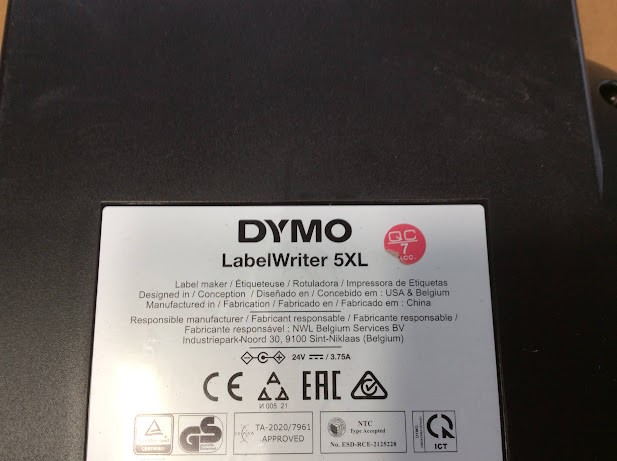 DYMO
LabelWriter 5XL
QC
7
ACC.
Label maker / Étiqueteuse / Rotuladora / Impressora de Etiquetas
Designed in / Conception / Diseñado en / Concebido em : USA & Belgium
Manufactured in / Fabrication / Fabricado en / Fabricado em : China
Responsible manufacturer / Fabricant responsable / Fabricante responsable /
Fabricante responsável : NWL Belgium Services BV
Industriepark-Noord 30, 9100 Sint-Niklaas (Belgium)
24V / 3.75A
CE EAC
И 005 21
GS
TA-2020/7961
APPROVED
NTC
Type Accepted
No. ESD-RCE-2125228
ICT